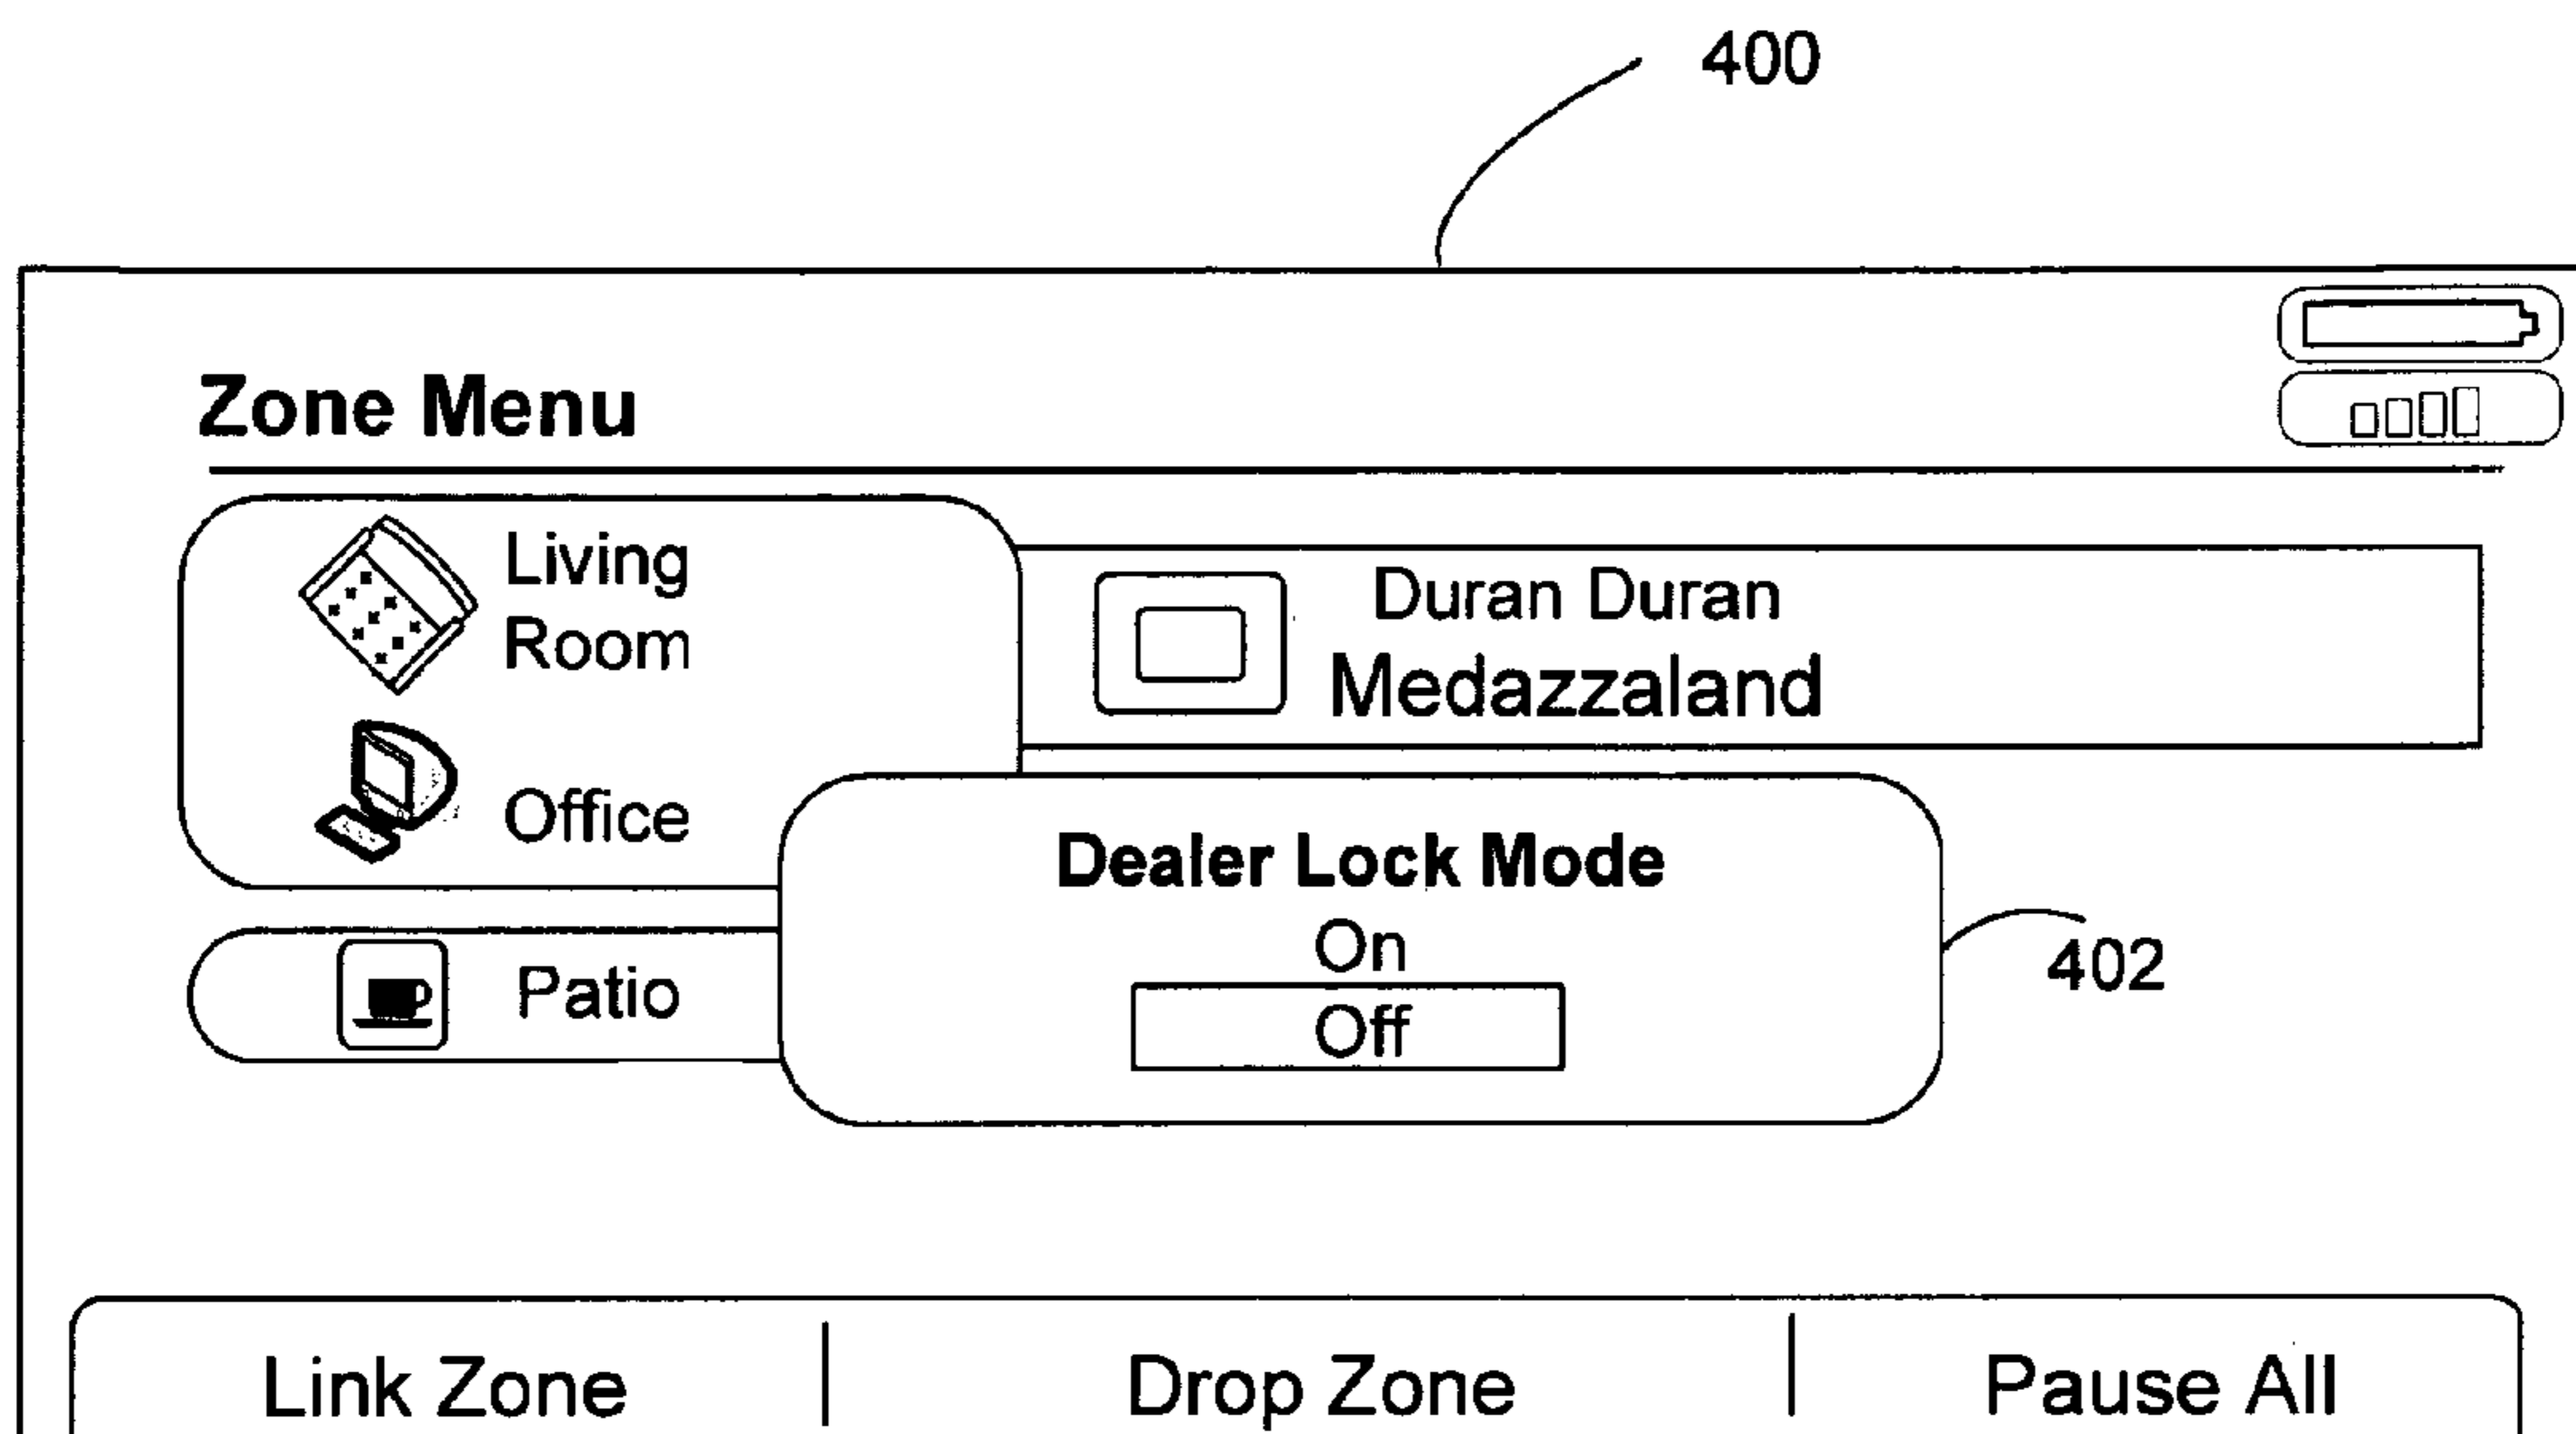 400
Zone Menu
Living
Room
Duran Duran
Medazzaland
Office
Dealer Lock Mode
On
Off
402
Patio
Link Zone | Drop Zone | Pause All